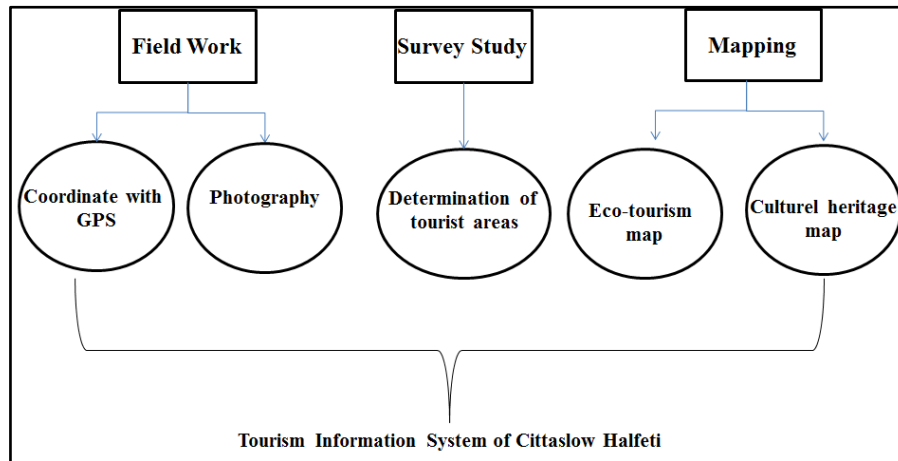 Field Work
Survey Study
Mapping
Coordinate with
GPS
Photography
Determination of
tourist areas
Eco-tourism
map
Culturel heritage
map
Tourism Information System of Cittaslow Halfeti